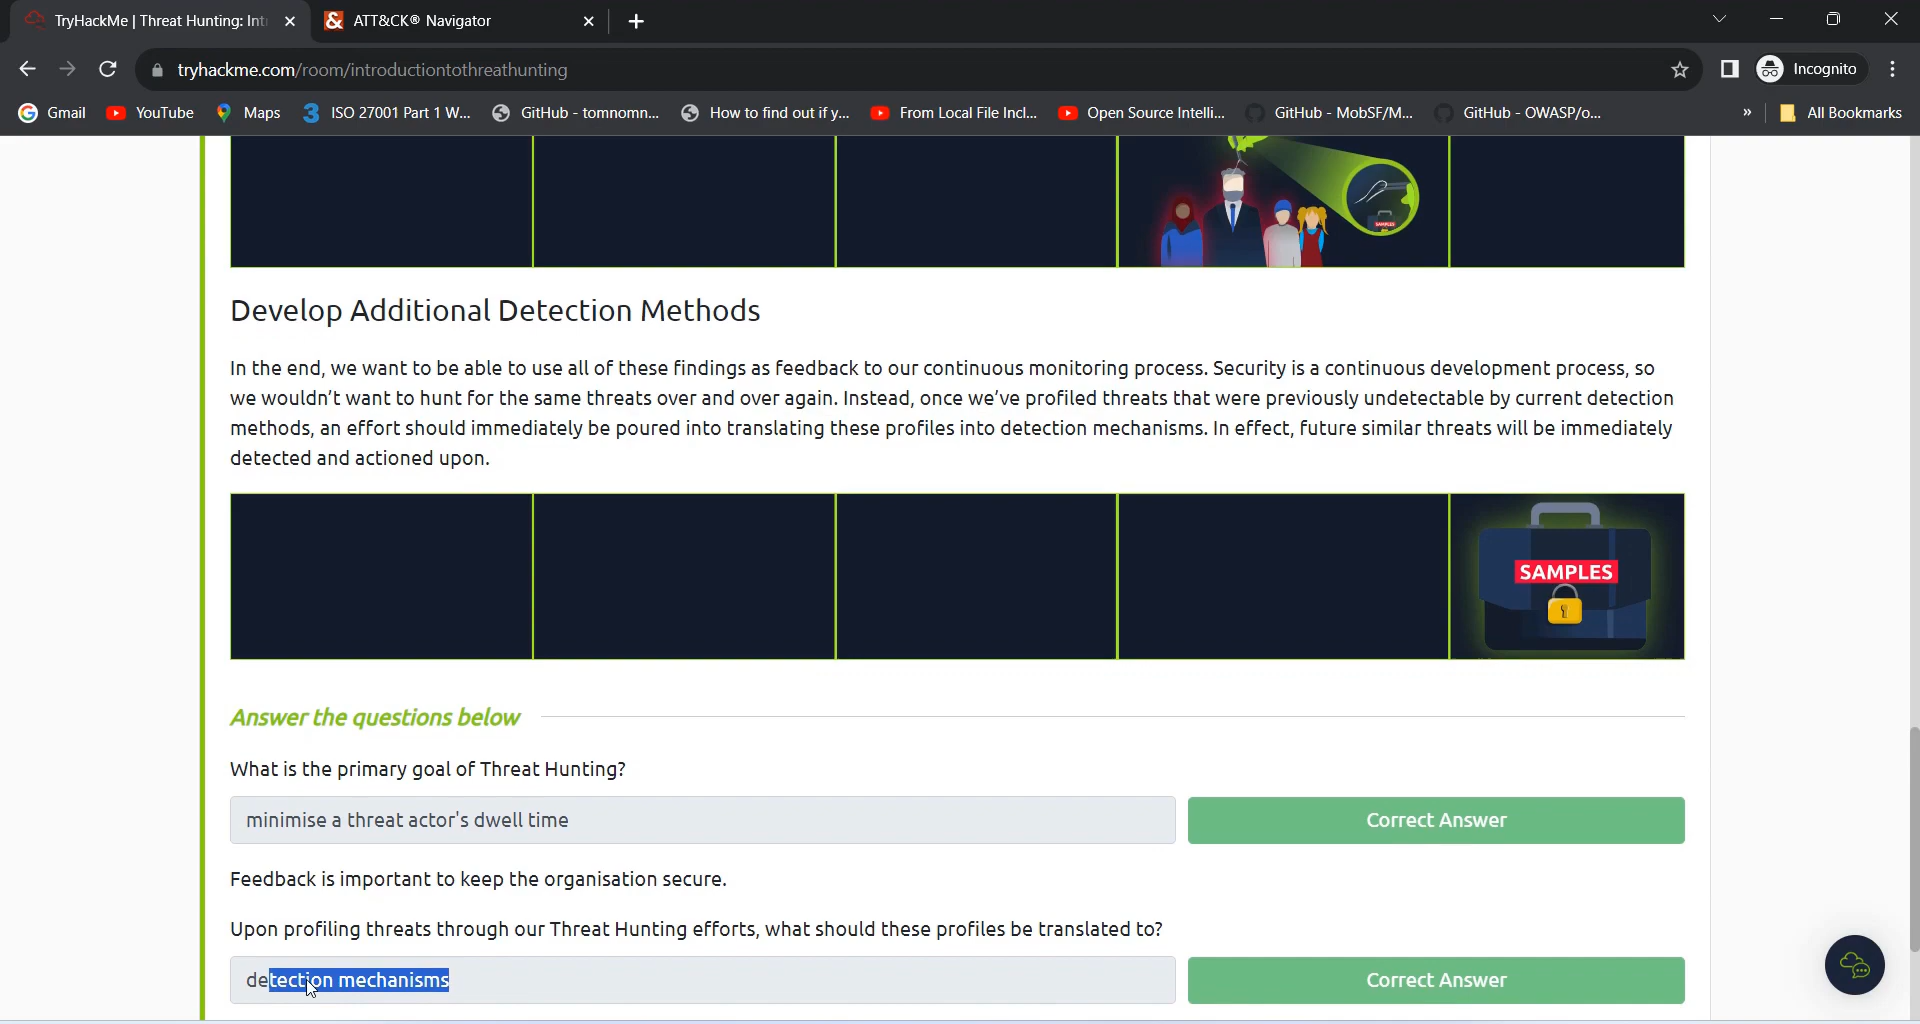 TryHackMe | Threat Hunting: Int
ATT&CK® Navigator
tryhackme.com/room/introductiontothreathunting
Incognito
Gmail
YouTube
Maps
ISO 27001 Part 1 W...
GitHub - tomnomn...
How to find out if y...
From Local File Incl...
Open Source Intelli...
GitHub - MobSF/M...
GitHub - OWASP/o...
»
All Bookmarks
Develop Additional Detection Methods
In the end, we want to be able to use all of these findings as feedback to our continuous monitoring process. Security is a continuous development process, so
we wouldn't want to hunt for the same threats over and over again. Instead, once we've profiled threats that were previously undetectable by current detection
methods, an effort should immediately be poured into translating these profiles into detection mechanisms. In effect, future similar threats will be immediately
detected and actioned upon.
SAMPLES
SAMPLES
Answer the questions below
What is the primary goal of Threat Hunting?
minimise a threat actor's dwell time
Correct Answer
Feedback is important to keep the organisation secure.
Upon profiling threats through our Threat Hunting efforts, what should these profiles be translated to?
detection mechanisms
Correct Answer